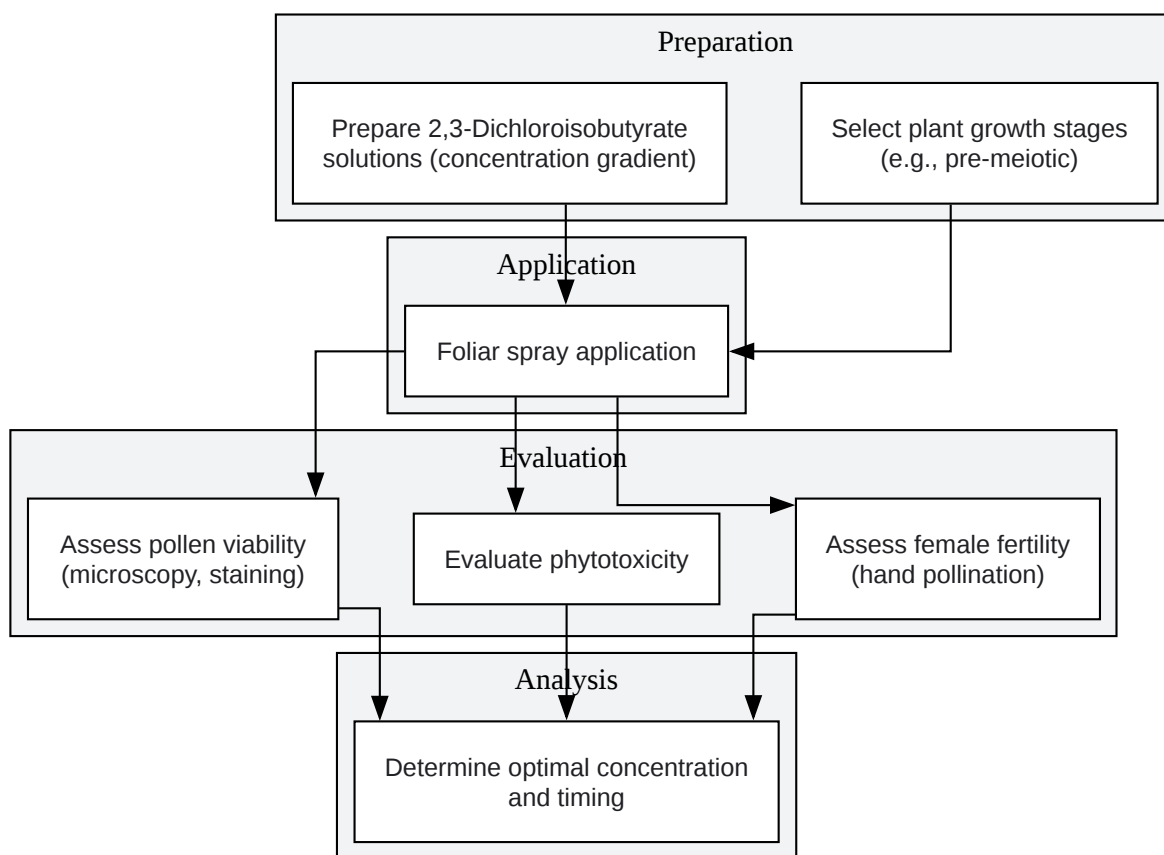 Preparation
Prepare 2,3-Dichloroisobutyrate
solutions (concentration gradient)
Select plant growth stages
(e.g., pre-meiotic)
Application
Foliar spray application
Evaluation
Assess pollen viability
(microscopy, staining)
Evaluate phytotoxicity
Assess female fertility
(hand pollination)
Analysis
Determine optimal concentration
and timing